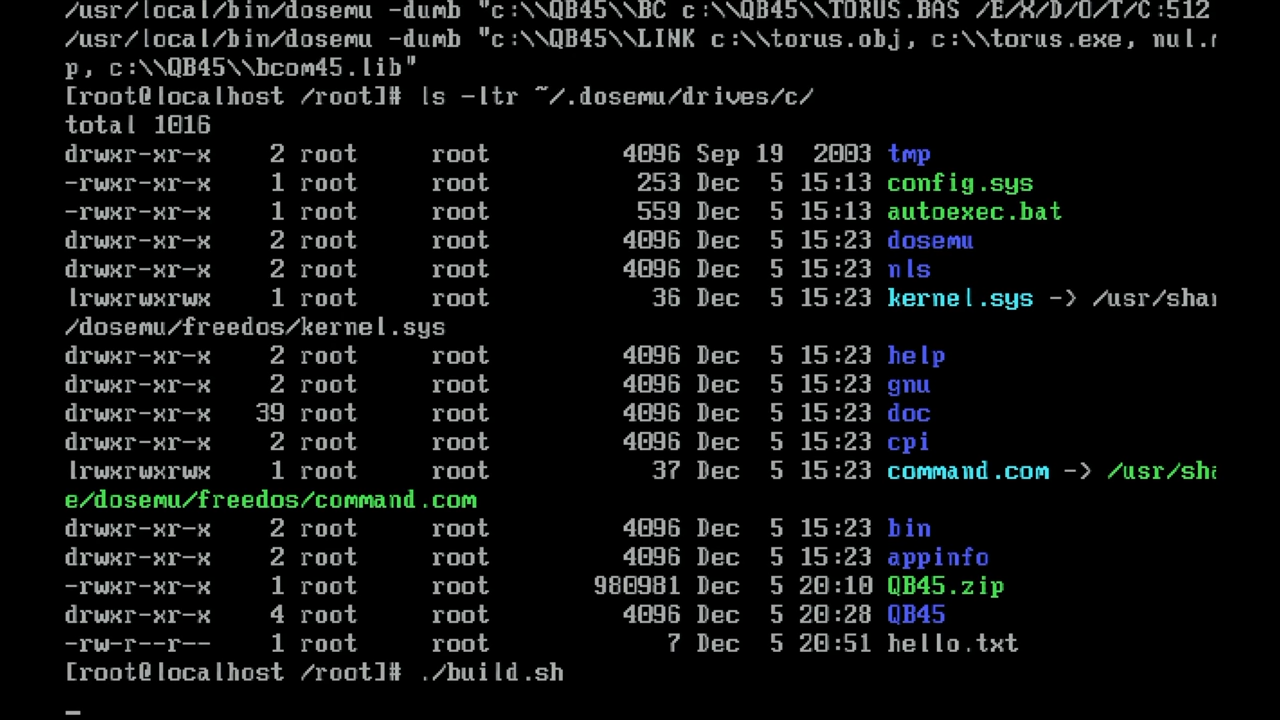 /usr/local/bin/dosemu -dumb "c:\\QB45\\BC c:\\QB45\\TORUS.BAS /E/X/D/O/T/C:512
/usr/local/bin/dosemu -dumb "c:\\QB45\\LINK c:\\torus.obj, c:\\torus.exe, nul.m
p, c:\\QB45\\bcom45.lib"
[root@localhost /root]# ls -ltr ~/.dosemu/drives/c/
total 1016
drwxr-xr-x 2 root root 4096 Sep 19 2003 tmp
-rwxr-xr-x 1 root root 253 Dec 5 15:13 config.sys
-rwxr-xr-x 1 root root 559 Dec 5 15:13 autoexec.bat
drwxr-xr-x 2 root root 4096 Dec 5 15:23 dosemu
drwxr-xr-x 2 root root 4096 Dec 5 15:23 nls
lrwxrwxrwx 1 root root 36 Dec 5 15:23 kernel.sys -> /usr/shar
/dosemu/freedos/kernel.sys
drwxr-xr-x 2 root root 4096 Dec 5 15:23 help
drwxr-xr-x 2 root root 4096 Dec 5 15:23 gnu
drwxr-xr-x 39 root root 4096 Dec 5 15:23 doc
drwxr-xr-x 2 root root 4096 Dec 5 15:23 cpi
lrwxrwxrwx 1 root root 37 Dec 5 15:23 command.com -> /usr/sha
e/dosemu/freedos/command.com
drwxr-xr-x 2 root root 4096 Dec 5 15:23 bin
drwxr-xr-x 2 root root 4096 Dec 5 15:23 appinfo
-rwxr-xr-x 1 root root 980981 Dec 5 20:10 QB45.zip
drwxr-xr-x 4 root root 4096 Dec 5 20:28 QB45
-rw-r--r-- 1 root root 7 Dec 5 20:51 hello.txt
[root@localhost /root]# ./build.sh